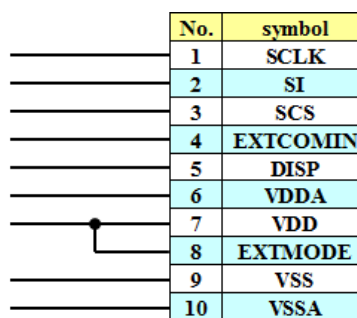 No. symbol
1 SCLK
2 SI
3 SCS
4 EXTCOMIN
5 DISP
6 VDDA
7 VDD
8 EXTMODE
9 VSS
10 VSSA